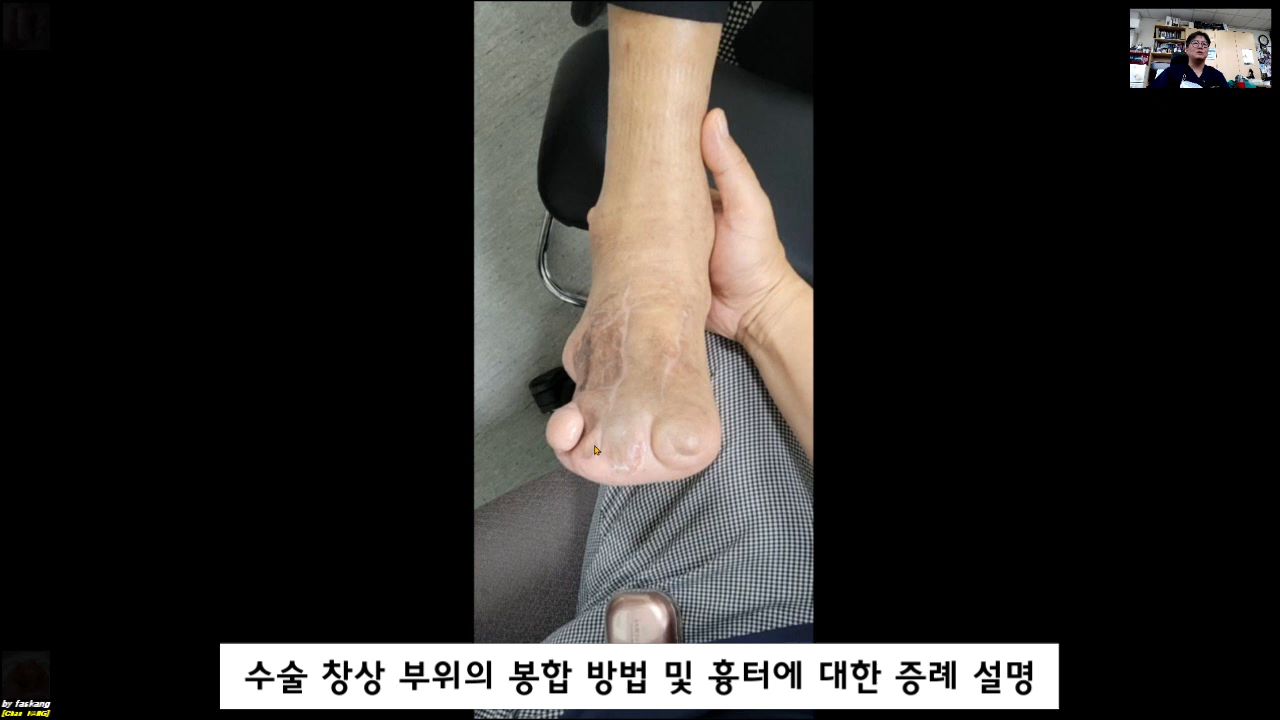 수술 창상 부위의 봉합 방법 및 흉터에 대한 증례 설명
by faskang